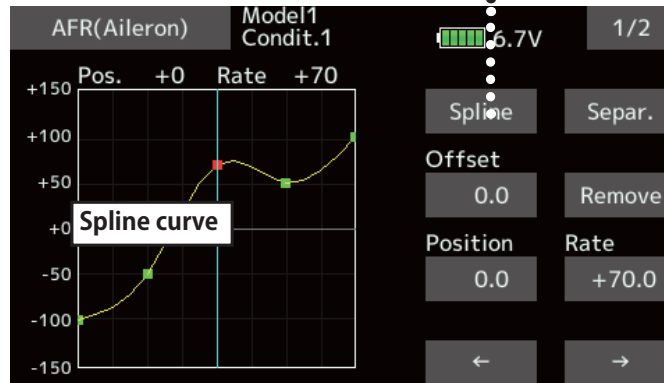 AFR(Aileron)
Model1
Condit.1
6.7V
1/2
Pos. +0 Rate +70
+150
+100
+50
+0
-50
-100
-150
Spline curve
Spline
Separ.
Offset
0.0
Remove
Position
Rate
0.0
+70.0
←
→